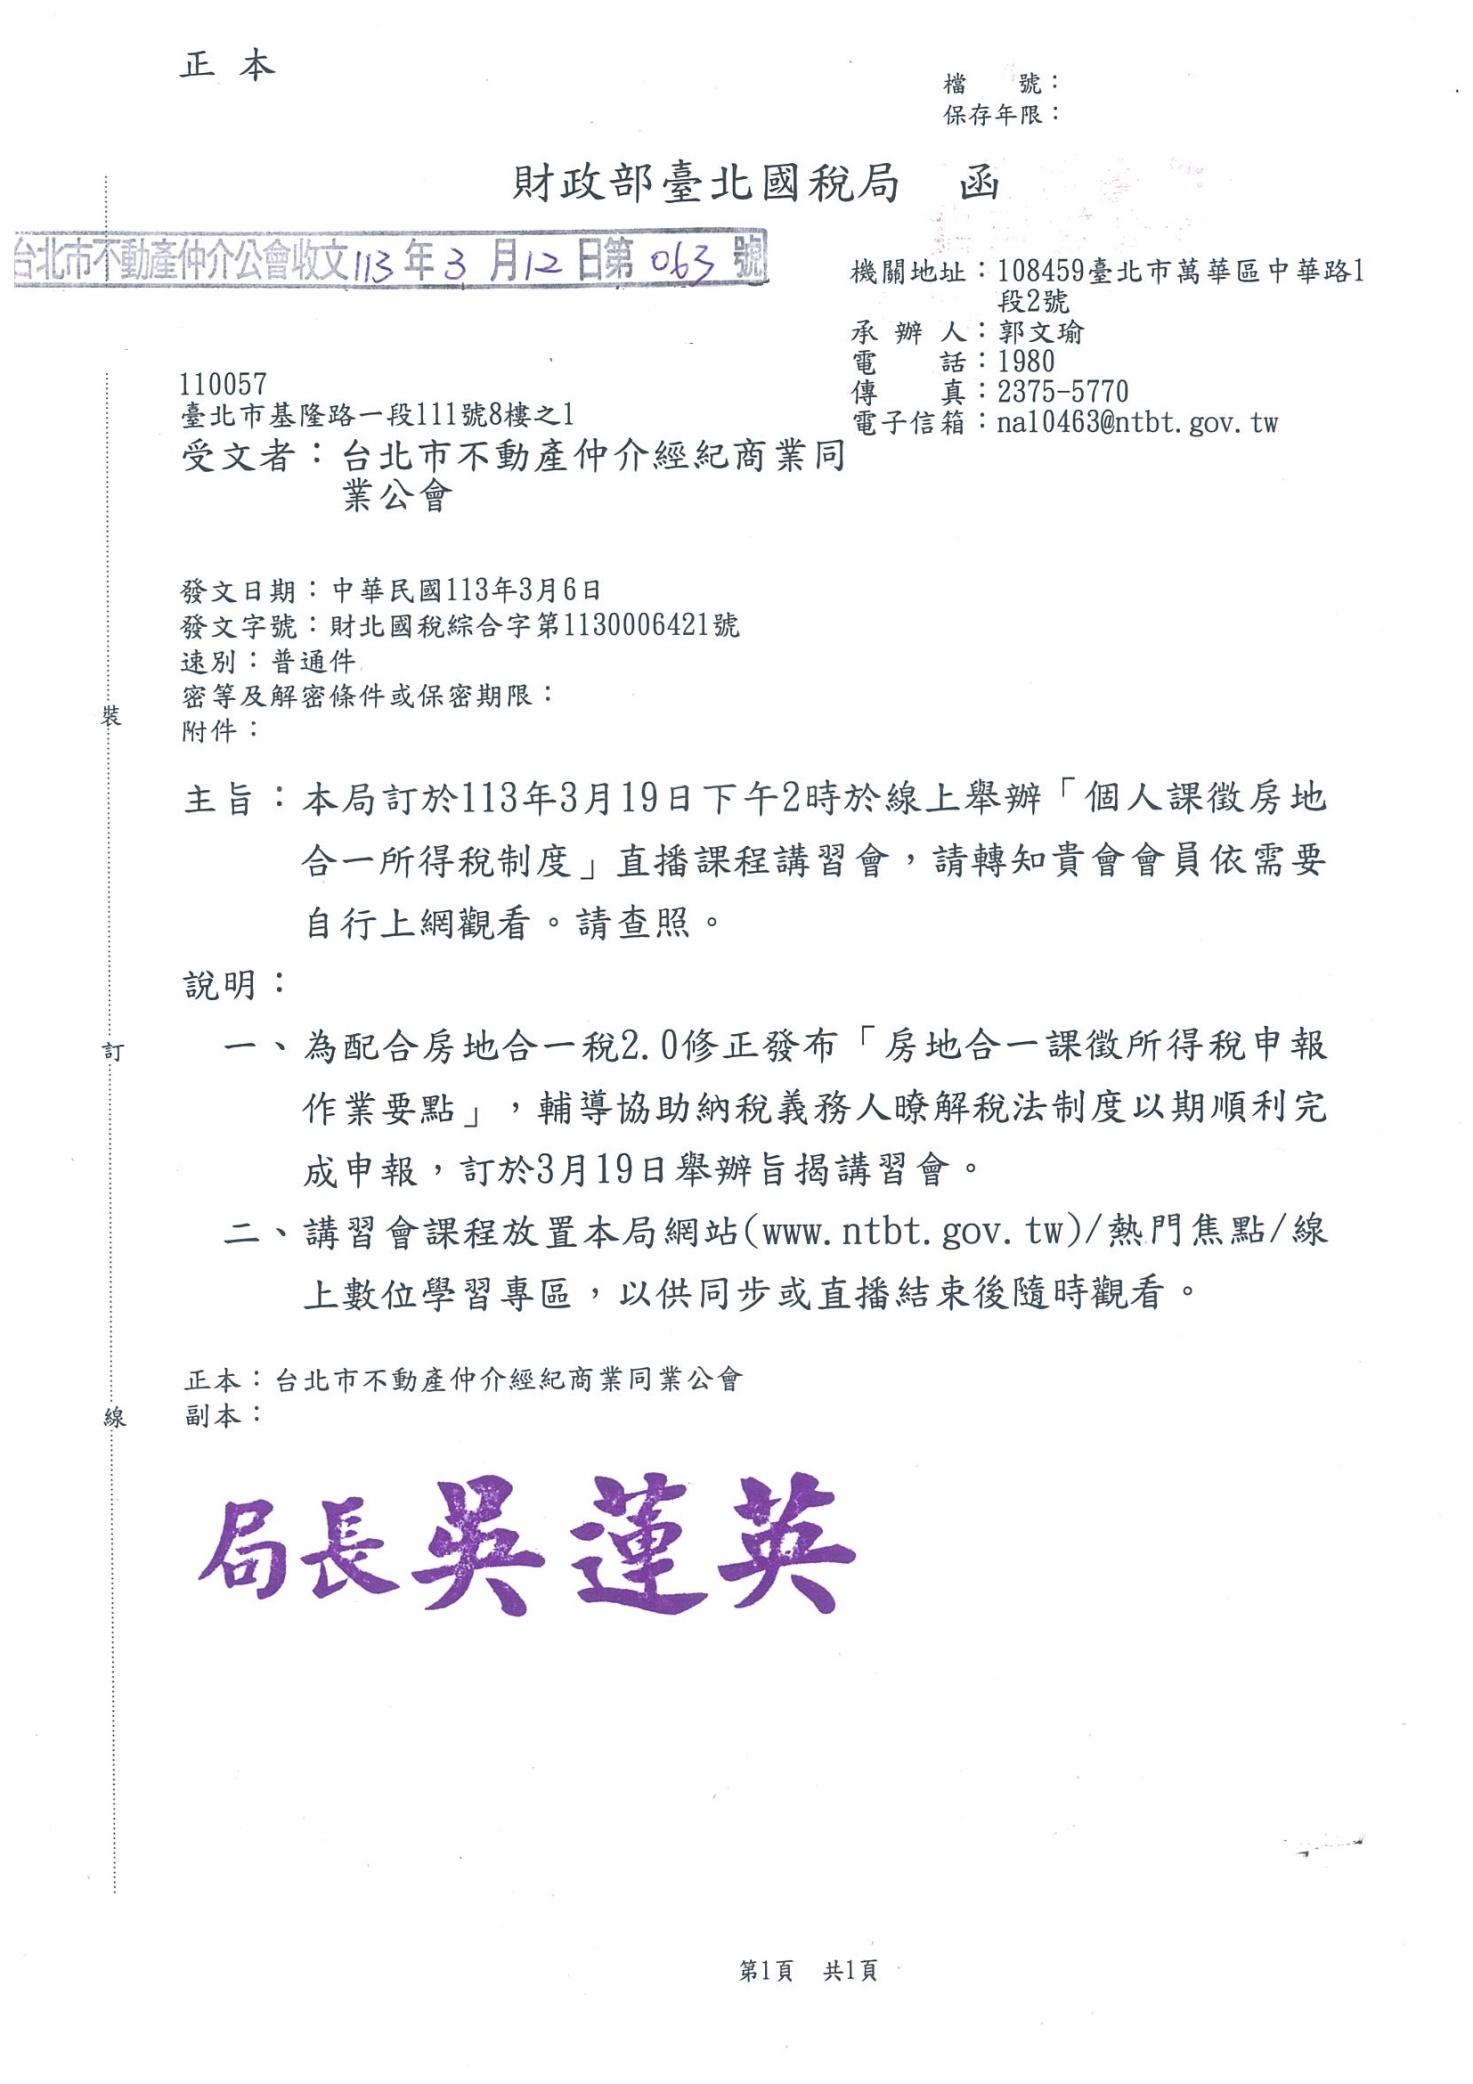 正 本
檔　　號：
保存年限：
財政部臺北國稅局　函
台北市不動產仲介公會收文113年3月12日第063號
機關地址：108459臺北市萬華區中華路1
段2號
承 辦 人：郭文瑜
電　　話：1980
傳　　真：2375-5770
電子信箱：na10463@ntbt.gov.tw
110057
臺北市基隆路一段111號8樓之1
受文者：台北市不動產仲介經紀商業同
業公會
發文日期：中華民國113年3月6日
發文字號：財北國稅綜合字第1130006421號
速別：普通件
密等及解密條件或保密期限：
附件：
主旨：本局訂於113年3月19日下午2時於線上舉辦「個人課徵房地
合一所得稅制度」直播課程講習會，請轉知貴會會員依需要
自行上網觀看。請查照。
說明：
一、為配合房地合一稅2.0修正發布「房地合一課徵所得稅申報
作業要點」，輔導協助納稅義務人瞭解稅法制度以期順利完
成申報，訂於3月19日舉辦旨揭講習會。
二、講習會課程放置本局網站(www.ntbt.gov.tw)/熱門焦點/線
上數位學習專區，以供同步或直播結束後隨時觀看。
正本：台北市不動產仲介經紀商業同業公會
副本：
局長吳蓮英
裝
訂
線
第1頁　共1頁